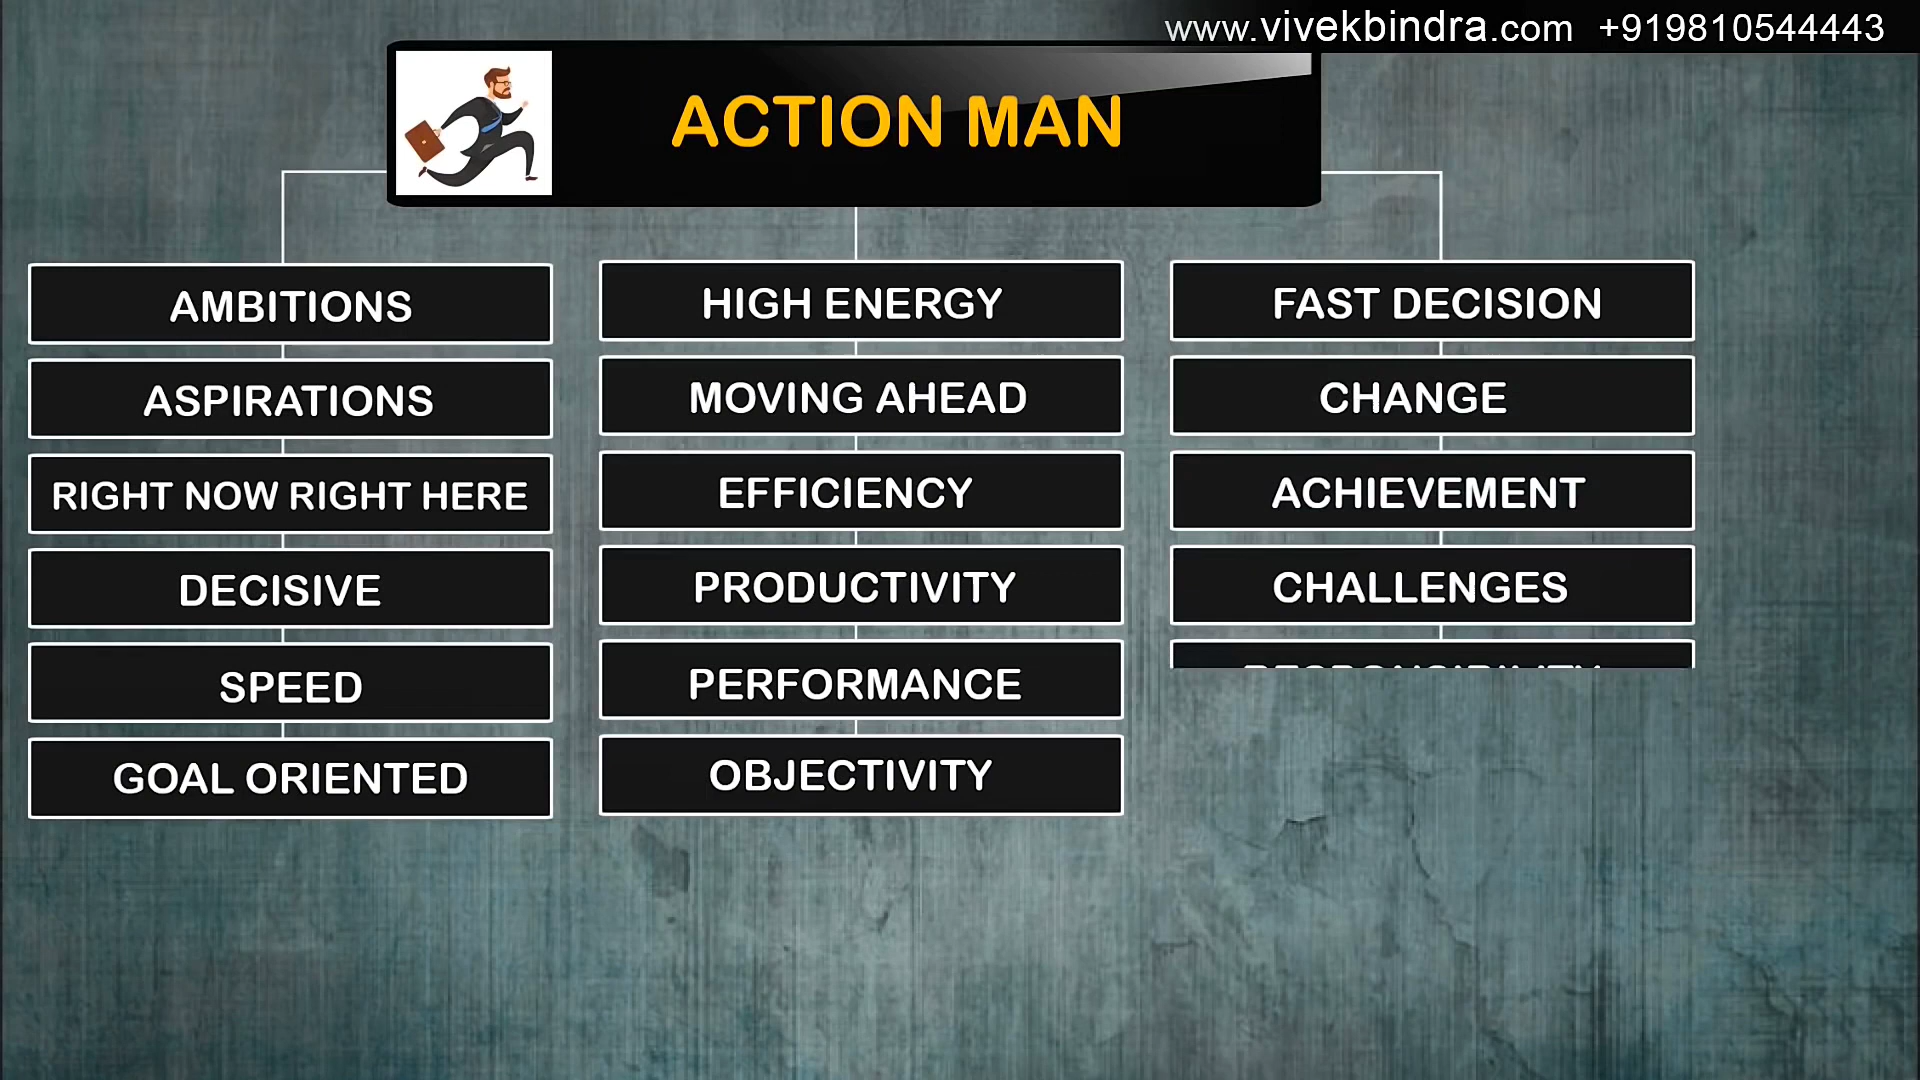 www.vivekbindra.com +919810544443
ACTION MAN
AMBITIONS
ASPIRATIONS
RIGHT NOW RIGHT HERE
DECISIVE
SPEED
GOAL ORIENTED
HIGH ENERGY
MOVING AHEAD
EFFICIENCY
PRODUCTIVITY
PERFORMANCE
OBJECTIVITY
FAST DECISION
CHANGE
ACHIEVEMENT
CHALLENGES